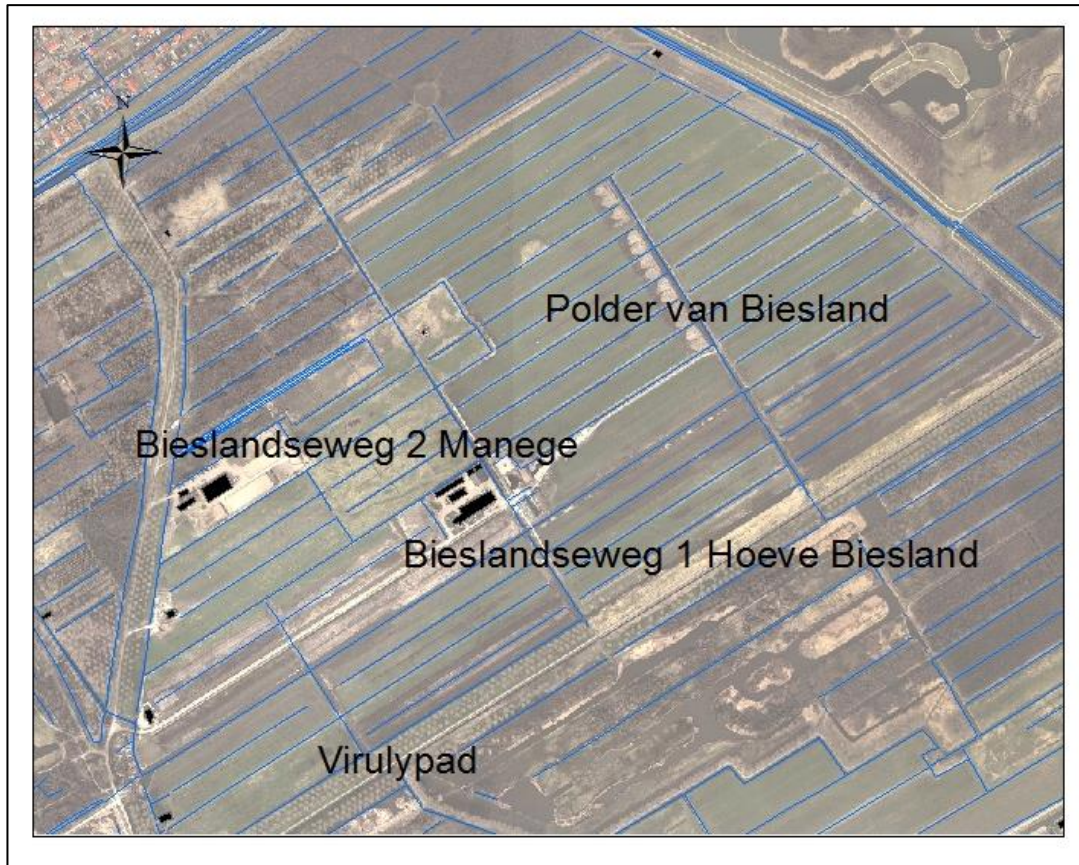 N
Polder van Biesland
Bieslandseweg 2 Manege
Bieslandseweg 1 Hoeve Biesland
Virulypad